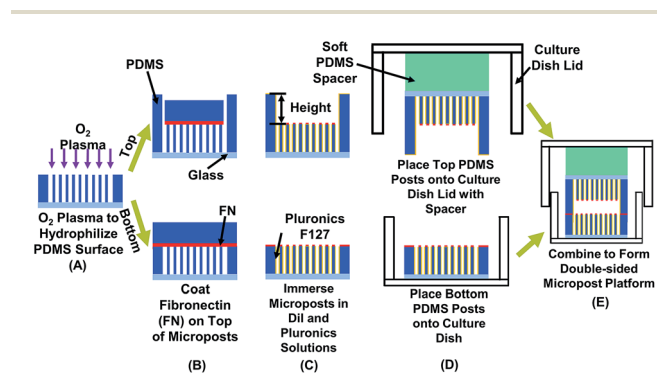 O2 Plasma
Top
Bottom
O2 Plasma to
Hydrophilize
PDMS Surface
(A)
PDMS
Glass
FN
Coat
Fibronectin
(FN) on Top
of Microposts
(B)
Height
Pluronics
F127
Immerse
Microposts in
DiI and
Pluronics
Solutions
(C)
Soft
PDMS
Spacer
Culture
Dish Lid
Place Top PDMS
Posts onto Culture
Dish Lid with
Spacer
Place Bottom
PDMS Posts
onto Culture
Dish
(D)
Combine to Form
Double-sided
Micropost Platform
(E)